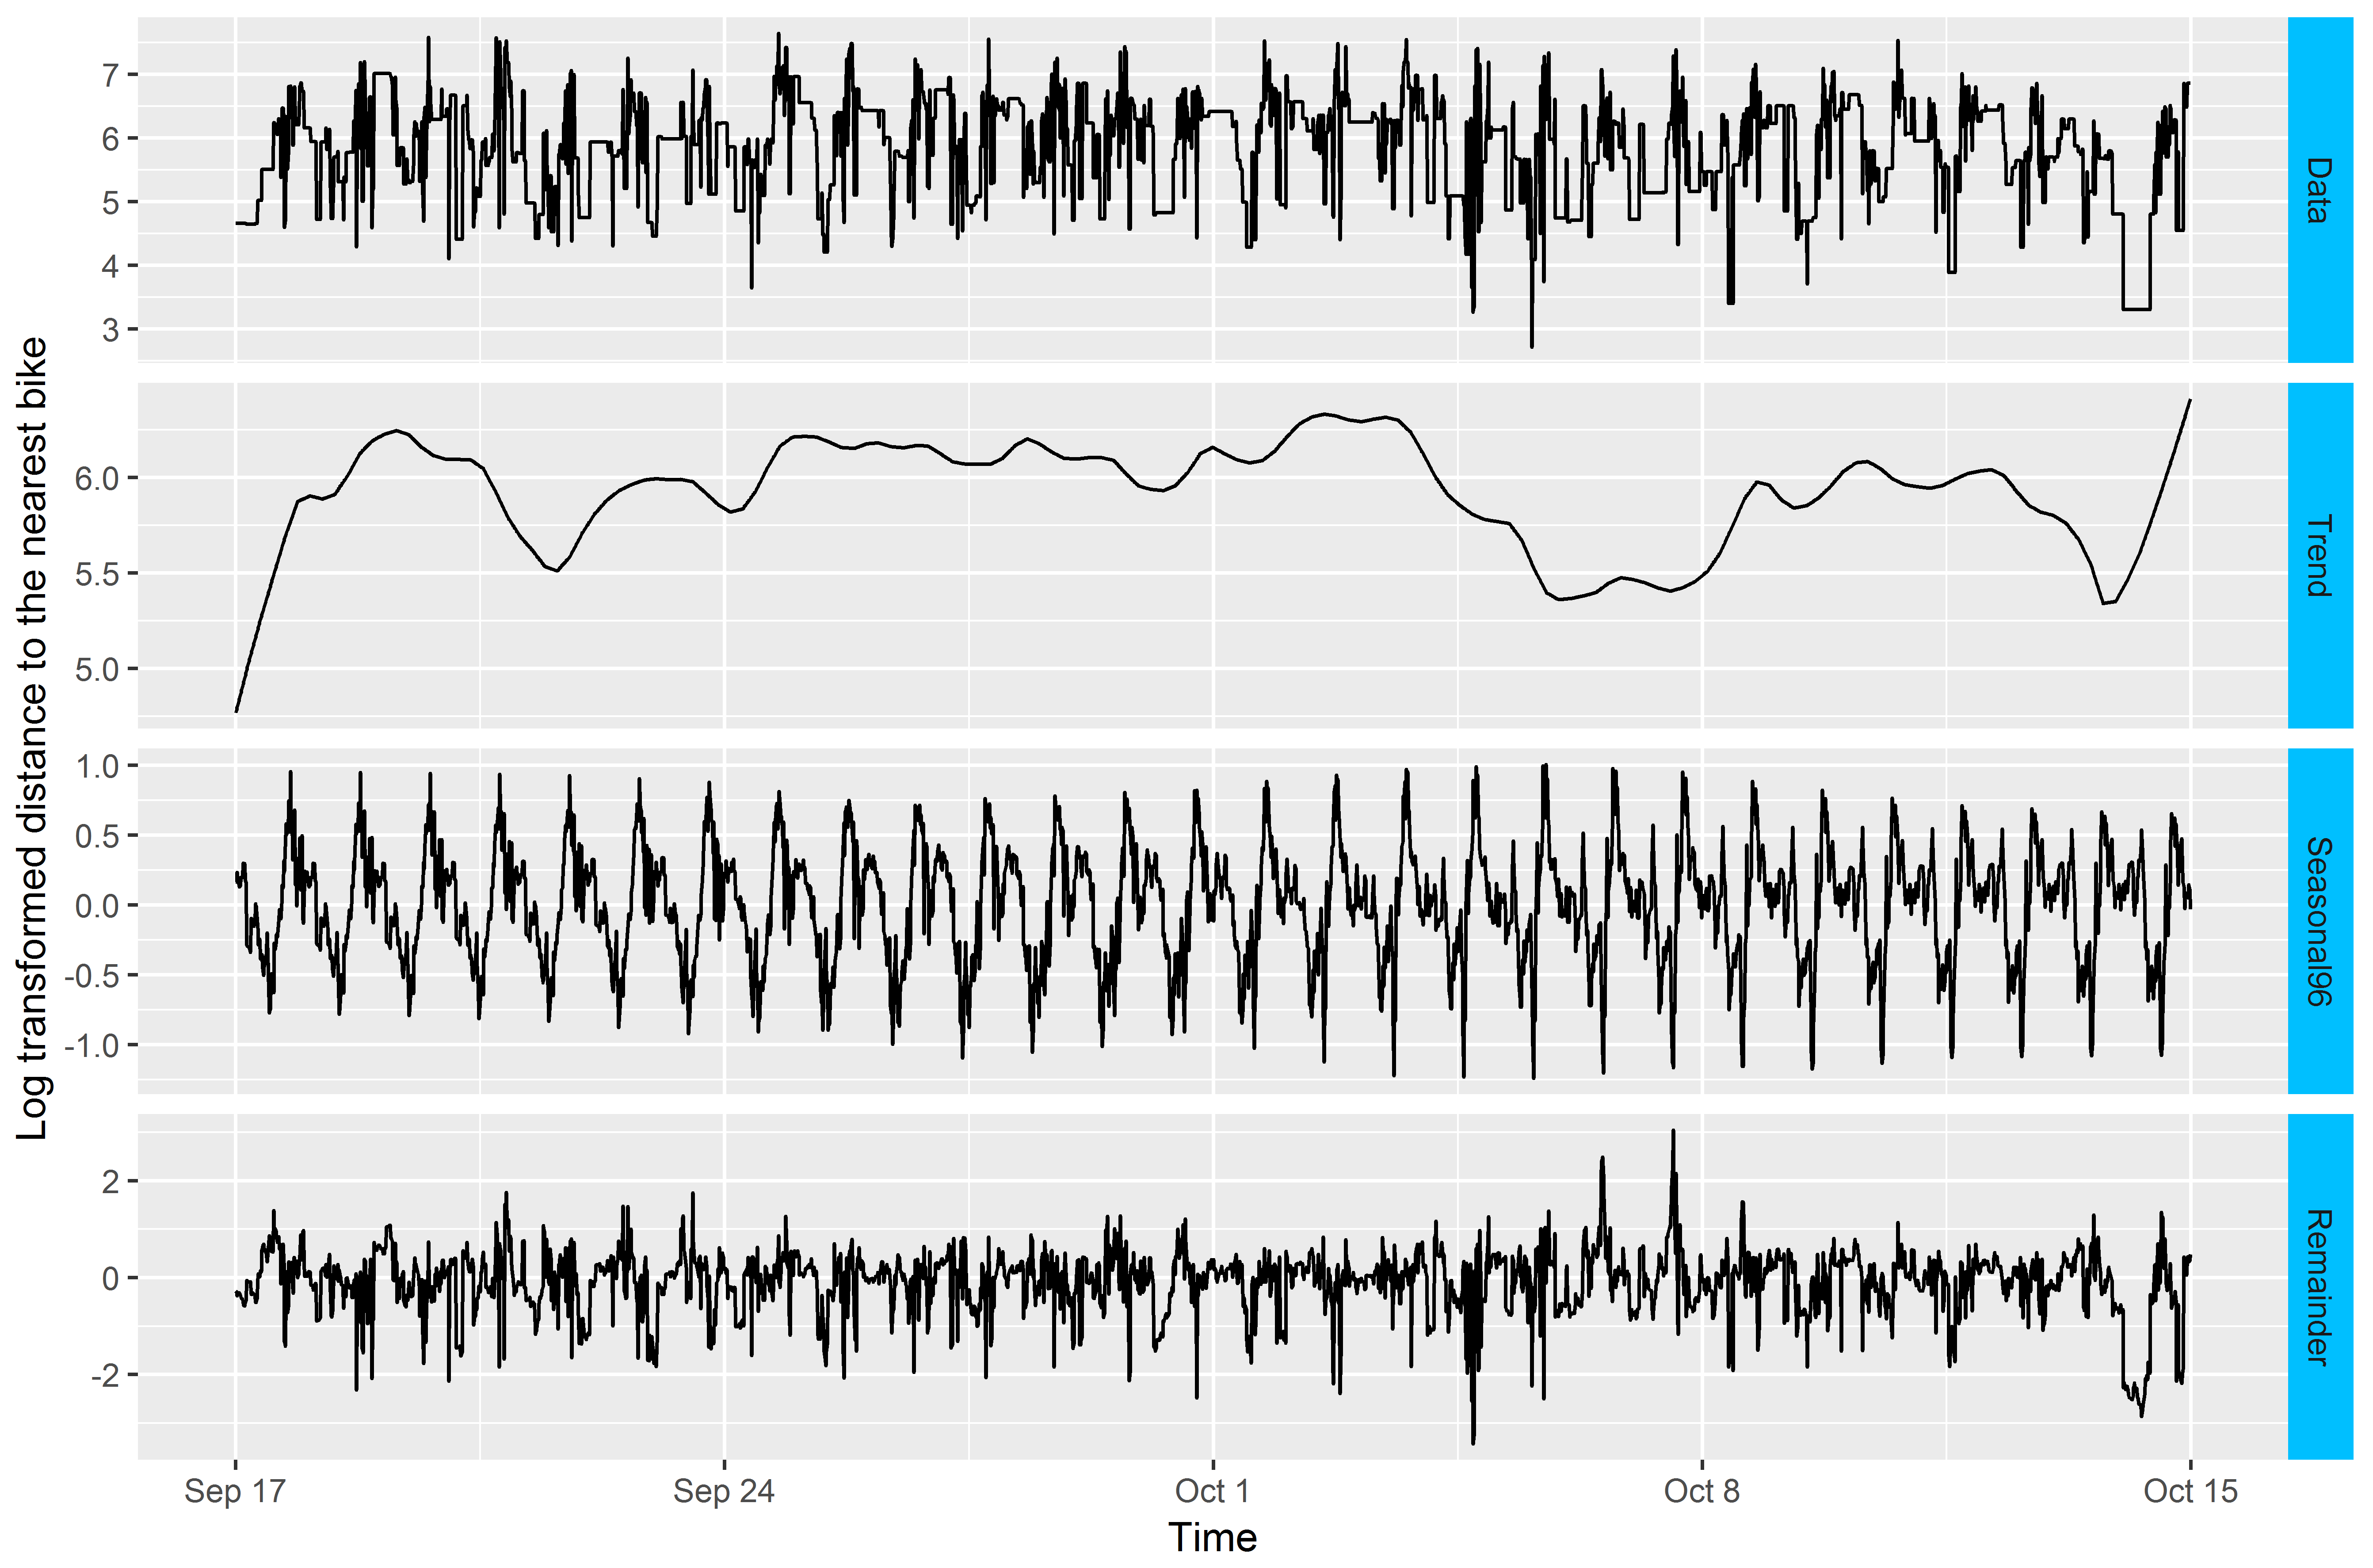 Log transformed distance to the nearest bike
7
6
5
4
3
Data
6.0
5.5
5.0
Trend
1.0
0.5
0.0
-0.5
-1.0
Seasonal96
2
0
-2
Remainder
Sep 17 Sep 24 Oct 1 Oct 8 Oct 15
Time